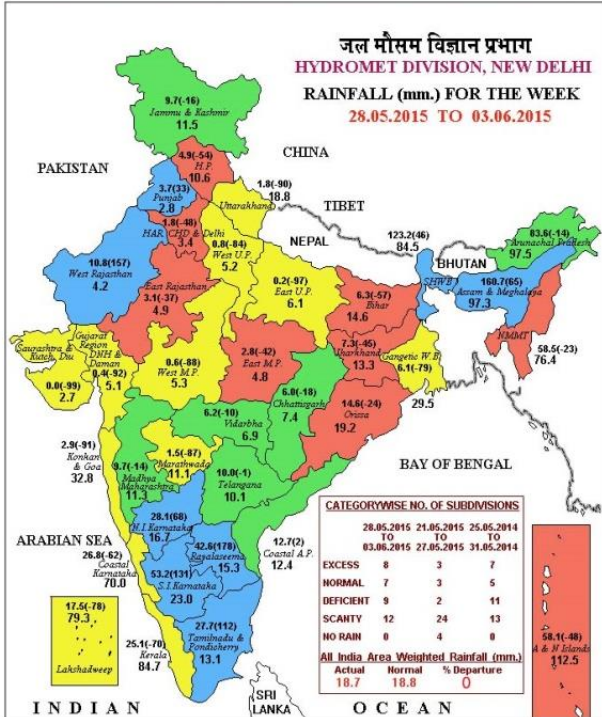 जल मौसम विज्ञान प्रभाग
HYDROMET DIVISION, NEW DELHI
RAINFALL (mm.) FOR THE WEEK
28.05.2015 TO 03.06.2015
9.7(-16)
Jammu & Kashmir
11.5
4.9(-54)
H.P.
10.6
CHINA
PAKISTAN
3.7(33)
Punjab
2.8
1.8(-90)
18.8
Uttarakhand
TIBET
1.8(-48)
HAR. CHD & Delhi
3.4
0.8(-84)
West U.P.
5.2
NEPAL
123.2(46)
84.5
SHWB
BHUTAN
83.6(-14)
Arunachal Pradesh
97.5
10.8(157)
West Rajasthan
4.2
East Rajasthan
3.1(-37)
4.9
0.2(-97)
East U.P.
6.1
6.3(-57)
Bihar
14.6
160.7(65)
Assam & Meghalaya
97.3
NMMT
58.5(-23)
76.4
Saurashtra &
Kutch, Diu
0.0(-99)
2.7
Gujarat
Region
DNH &
Daman
0.4(-92)
5.1
0.6(-88)
West M.P.
5.3
2.8(-42)
East M.P.
4.8
7.3(-45)
Jharkhand
13.3
Gangetic W.B.
6.1(-79)
29.5
6.0(-18)
Chhattisgarh
7.4
14.6(-24)
Orissa
19.2
6.2(-10)
Vidarbha
6.9
2.9(-91)
Konkan
& Goa
32.8
9.7(-14)
Madhya
Maharashtra
11.3
1.5(-87)
Marathwada
11.1
10.0(-1)
Telangana
10.1
BAY OF BENGAL
ARABIAN SEA
28.1(68)
N.I.Karnataka
16.7
12.7(2)
Coastal A.P.
12.4
26.8(-62)
Coastal
Karnataka
70.0
42.6(178)
Rayalaseema
15.3
53.2(131)
S.I.Karnataka
23.0
27.7(112)
Tamilnadu &
Pondicherry
13.1
25.1(-70)
Kerala
84.7
17.5(-78)
79.3
Lakshadweep
CATEGORYWISE NO. OF SUBDIVISIONS
28.05.2015 21.05.2015 25.05.2014
TO TO TO
03.06.2015 27.05.2015 31.05.2014
EXCESS 8 3 7
NORMAL 7 3 5
DEFICIENT 9 2 11
SCANTY 12 24 13
NO RAIN 0 4 0
All India Area Weighted Rainfall (mm.)
Actual Normal % Departure
18.7 18.8 0
58.1(-48)
A & N Islands
112.5
SRI
LANKA
INDIAN OCEAN